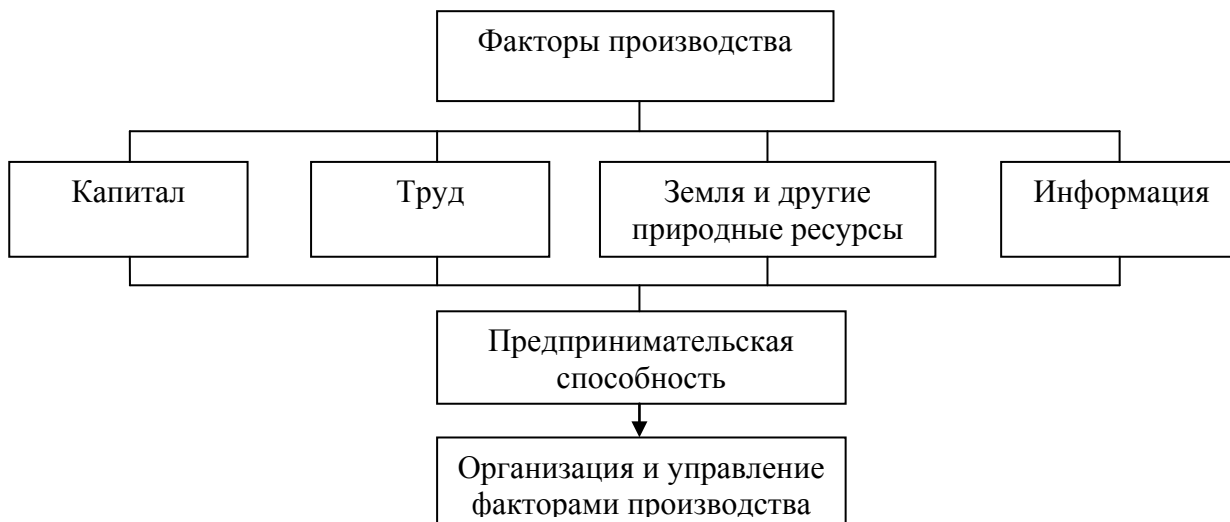 Факторы производства
Капитал
Труд
Земля и другие
природные ресурсы
Информация
Предпринимательская
способность
Организация и управление
факторами производства